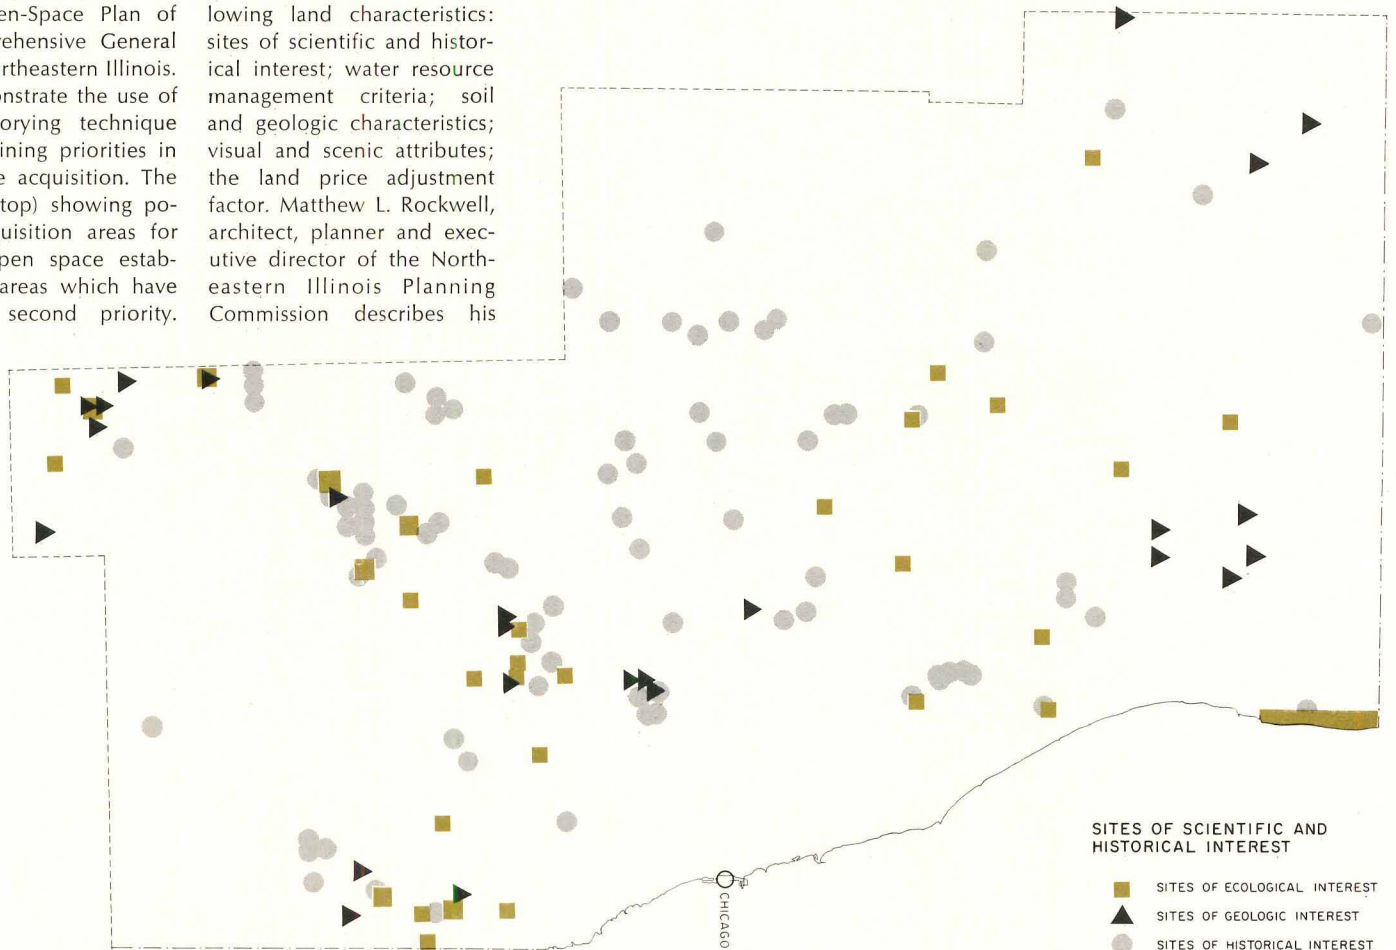 en-Space Plan of
rehensive General
rtheastern Illinois.
onstrate the use of
orying technique
ining priorities in
e acquisition. The
top) showing po-
uisition areas for
pen space estab-
areas which have
second priority.
lowing land characteristics:
sites of scientific and histor-
ical interest; water resource
management criteria; soil
and geologic characteristics;
visual and scenic attributes;
the land price adjustment
factor. Matthew L. Rockwell,
architect, planner and exec-
utive director of the North-
eastern Illinois Planning
Commission describes his
CHICAGO
SITES OF SCIENTIFIC AND
HISTORICAL INTEREST
SITES OF ECOLOGICAL INTEREST
SITES OF GEOLOGIC INTEREST
SITES OF HISTORICAL INTEREST